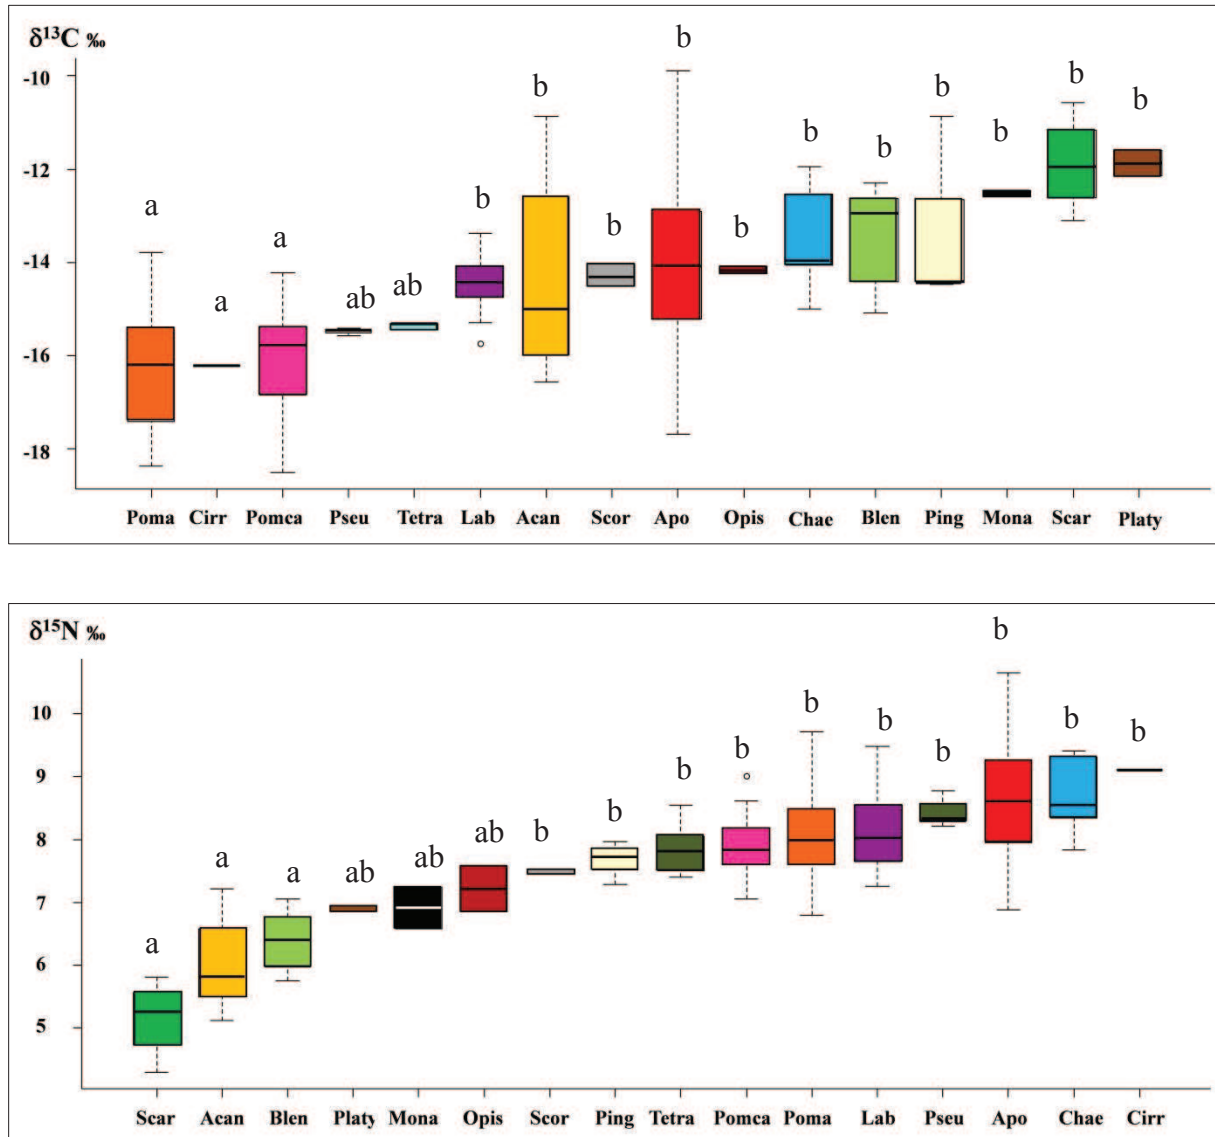 δ¹³C ‰
b
b
-10
b
b
b
b
b
b
-12
a
b
b
b
a
-14
ab
ab
a
-16
-18
Poma Cirr Pomca Pseu Tetra Lab Acan Scor Apo Opis Chae Blen Ping Mona Scar Platy
δ¹⁵N ‰
b
10
b
b
b
b
b
b
b
9
b
ab
b
8
a
a
ab
ab
7
a
6
5
Scar Acan Blen Platy Mona Opis Scor Ping Tetra Pomca Poma Lab Pseu Apo Chae Cirr